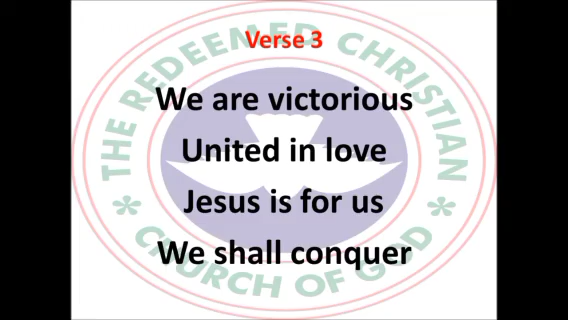 Verse 3
We are victorious
United in love
Jesus is for us
We shall conquer
THE REDEEMED CHRISTIAN
CHURCH OF GOD